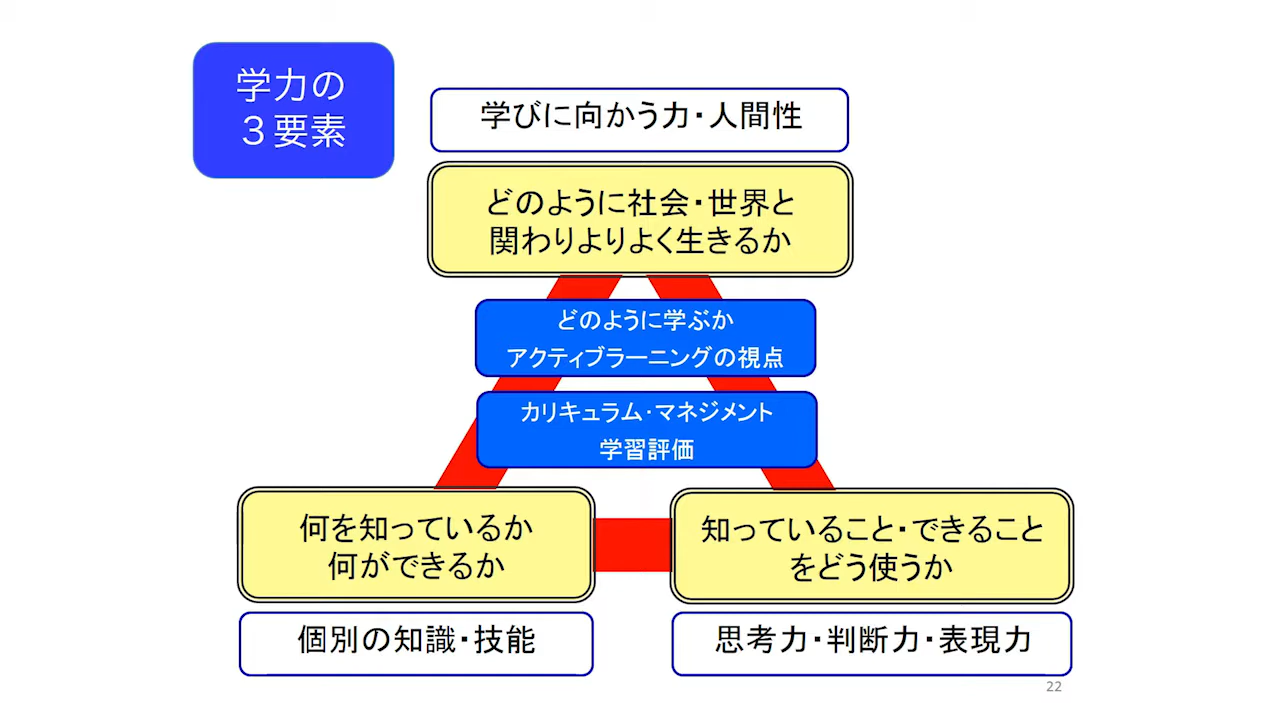 学力の
３要素
学びに向かう力・人間性
どのように社会・世界と
関わりよりよく生きるか
どのように学ぶか
アクティブラーニングの視点
カリキュラム・マネジメント
学習評価
何を知っているか
何ができるか
知っていること・できること
をどう使うか
個別の知識・技能
思考力・判断力・表現力
22